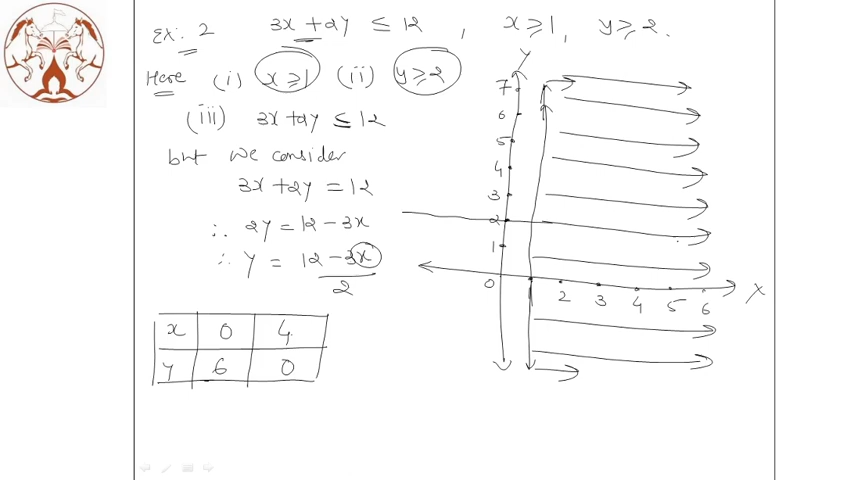 Ex: 2 3x + 2y ≤ 12 , x ≥ 1, y ≥ 2.
Here (i) x ≥ 1 (ii) y ≥ 2
(iii) 3x + 2y ≤ 12
but we consider
3x + 2y = 12
∴ 2y = 12 − 3x
∴ y = 12 − 3x
2
x 0 4
y 6 0
Y
7
6
5
4
3
2
1
0 2 3 4 5 6 X